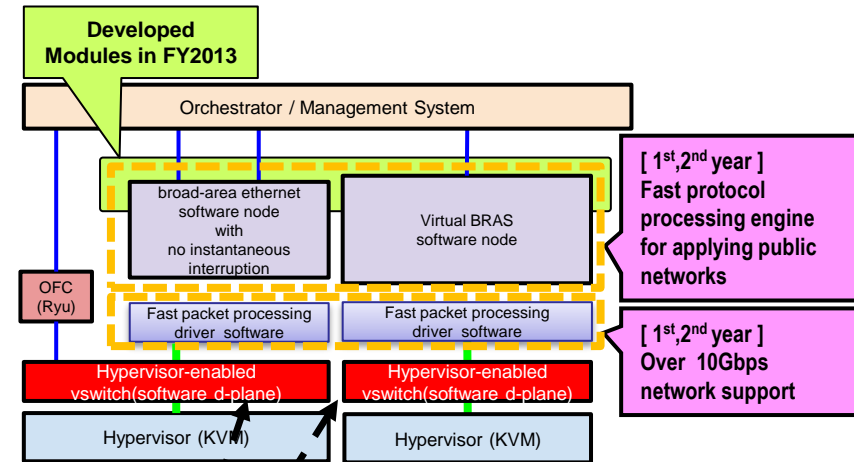 Developed
Modules in FY2013
Orchestrator / Management System
broad-area ethernet
software node
with
no instantaneous
interruption
Virtual BRAS
software node
[ 1st,2nd year ]
Fast protocol
processing engine
for applying public
networks
OFC
(Ryu)
Fast packet processing
driver software
Fast packet processing
driver software
[ 1st,2nd year ]
Over 10Gbps
network support
Hypervisor-enabled
vswitch(software d-plane)
Hypervisor-enabled
vswitch(software d-plane)
Hypervisor (KVM)
Hypervisor (KVM)